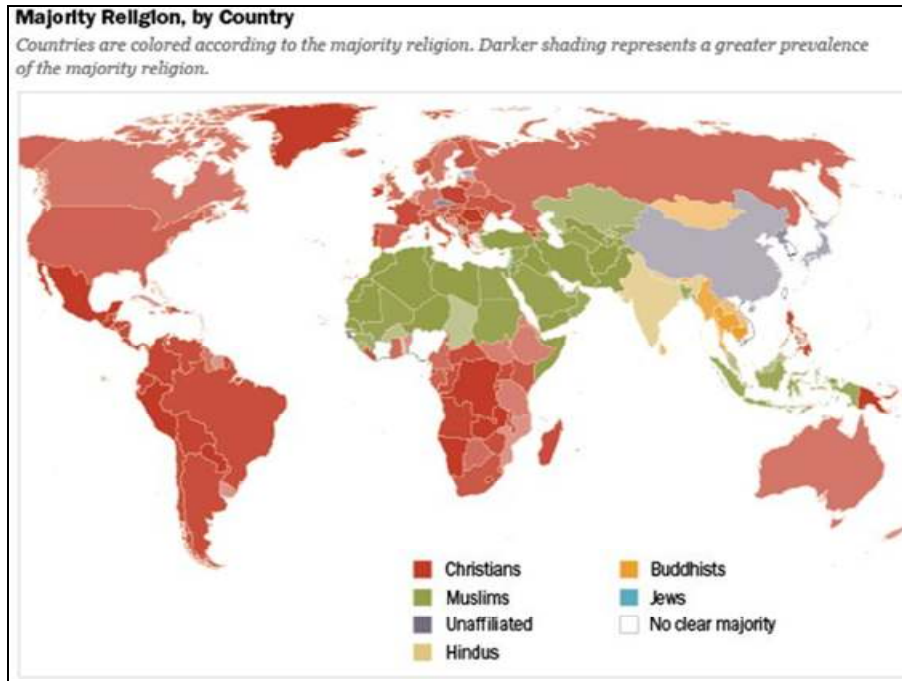 Majority Religion, by Country
Countries are colored according to the majority religion. Darker shading represents a greater prevalence
of the majority religion.
Christians
Muslims
Unaffiliated
Hindus
Buddhists
Jews
No clear majority